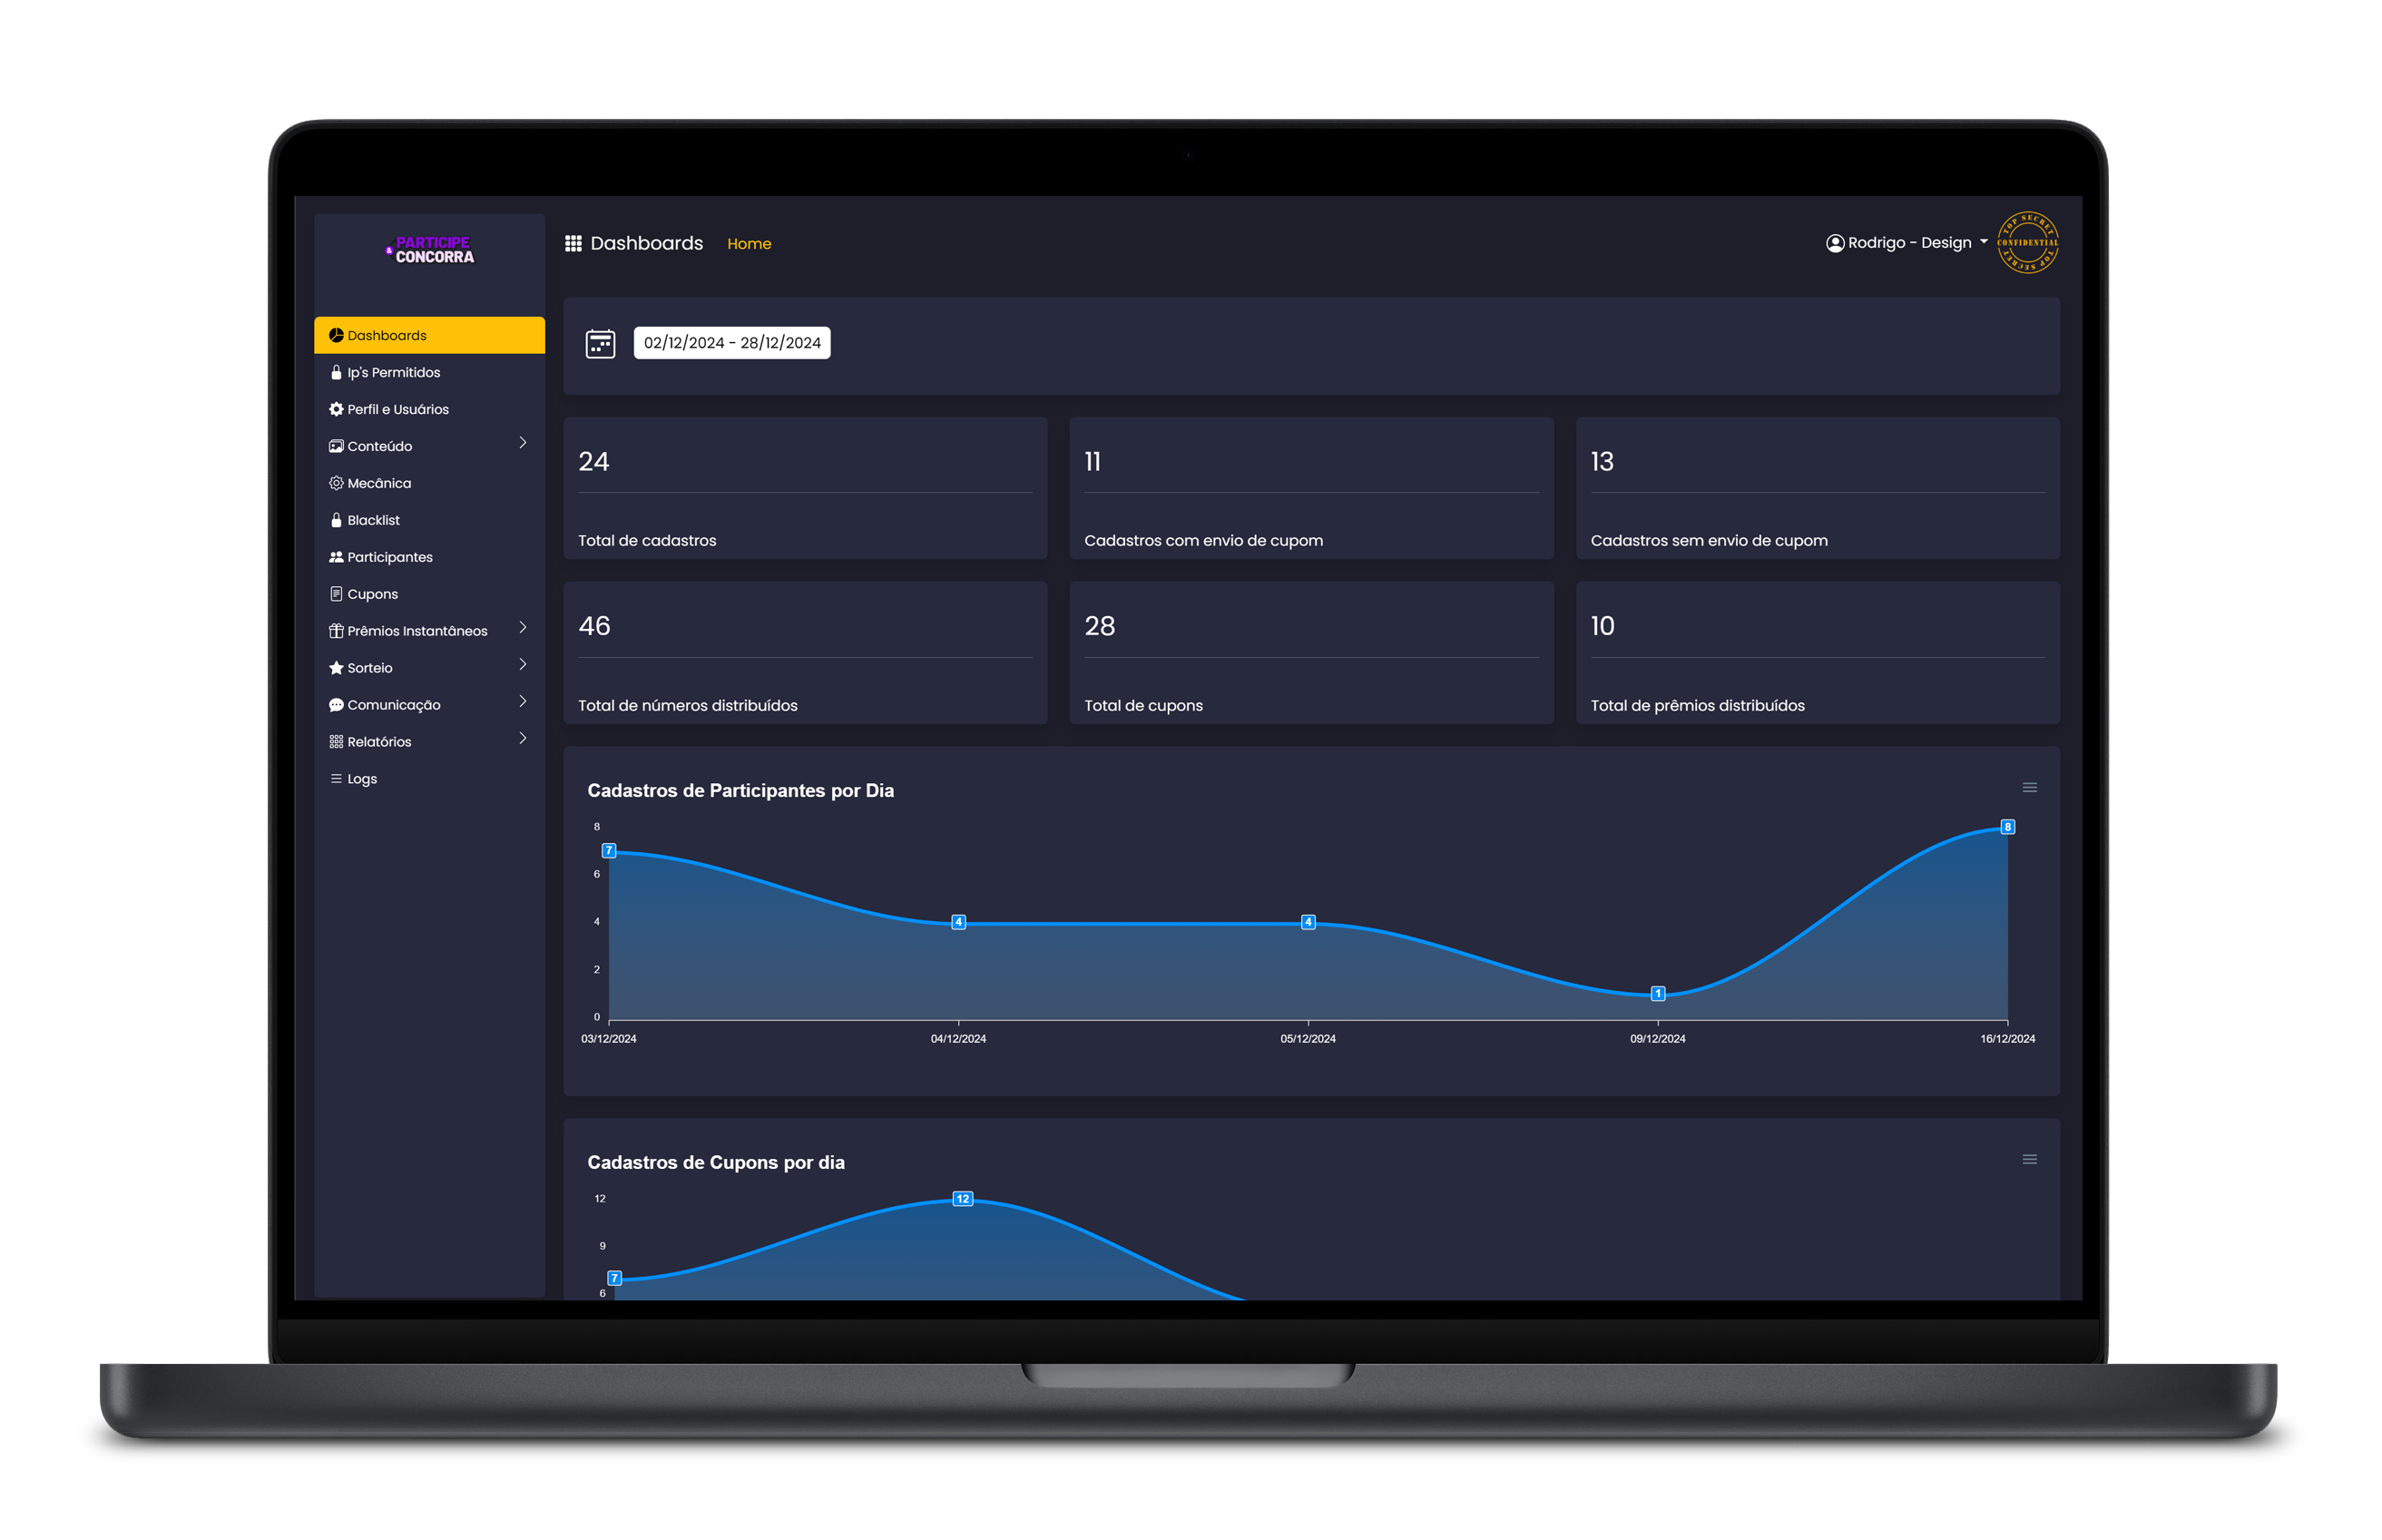 PARTICIPE
& CONCORRA
Dashboards
Ip's Permitidos
Perfil e Usuários
Conteúdo
Mecânica
Blacklist
Participantes
Cupons
Prêmios Instantâneos
Sorteio
Comunicação
Relatórios
Logs
Dashboards Home
Rodrigo - Design
TOP SECRET
CONFIDENTIAL
TOP SECRET
02/12/2024 - 28/12/2024
24
Total de cadastros
11
Cadastros com envio de cupom
13
Cadastros sem envio de cupom
46
Total de números distribuídos
28
Total de cupons
10
Total de prêmios distribuídos
Cadastros de Participantes por Dia
8
6
4
2
0
7
4
4
1
8
03/12/2024 04/12/2024 05/12/2024 09/12/2024 16/12/2024
Cadastros de Cupons por dia
12
9
6
7
12